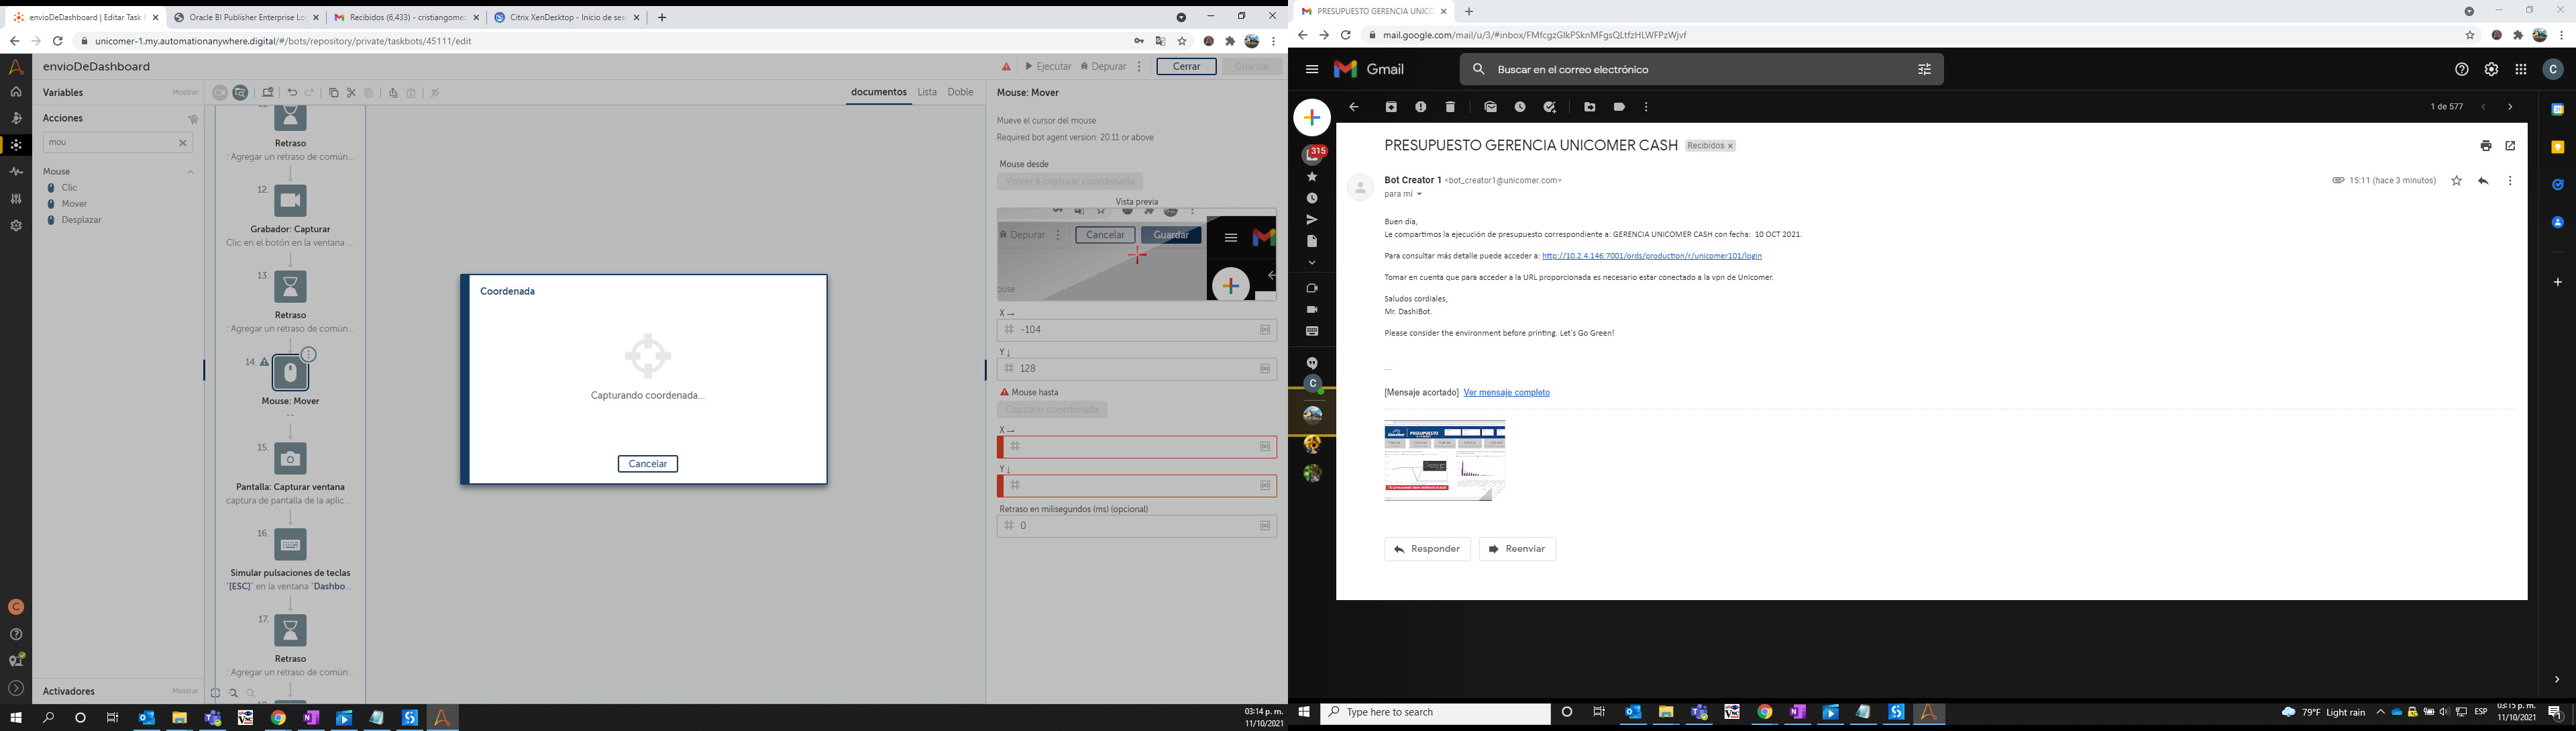 envioDeDashboard | Editar Task
Oracle BI Publisher Enterprise Lo
Recibidos (6,433) - cristiangome
Citrix XenDesktop - Inicio de ses
unicomer-1.my.automationanywhere.digital/#/bots/repository/private/taskbots/45111/edit
envioDeDashboard
Ejecutar
Depurar
Cerrar
Guardar
Variables
Mostrar
documentos
Lista
Doble
Acciones
mou
Mouse
Clic
Mover
Desplazar
Activadores
Mostrar
Retraso
: Agregar un retraso de común...
12.
Grabador: Capturar
Clic en el botón en la ventana ...
13.
Retraso
: Agregar un retraso de común...
14.
Mouse: Mover
--
15.
Pantalla: Capturar ventana
captura de pantalla de la aplic...
16.
Simular pulsaciones de teclas
"[ESC]" en la ventana "Dashbo...
17.
Retraso
: Agregar un retraso de común...
Coordenada
Capturando coordenada...
Cancelar
Mouse: Mover
Mueve el cursor del mouse
Required bot agent version: 20.11 or above
Mouse desde
Volver a capturar coordenada
Vista previa
Depurar
Cancelar
Guardar
ouse
X →
-104
Y ↓
128
Mouse hasta
Capturar coordenada
X →
Y ↓
Retraso en milisegundos (ms) (opcional)
0
03:14 p. m.
11/10/2021
PRESUPUESTO GERENCIA UNICO
mail.google.com/mail/u/3/#inbox/FMfcgzGlkPSknMFgsQLtfzHLWFPzWjvf
Gmail
Buscar en el correo electrónico
C
1 de 577
315
PRESUPUESTO GERENCIA UNICOMER CASH
Recibidos ×
Bot Creator 1 <bot_creator1@unicomer.com>
para mí
15:11 (hace 3 minutos)
Buen día,
Le compartimos la ejecución de presupuesto correspondiente a: GERENCIA UNICOMER CASH con fecha: 10 OCT 2021.
Para consultar más detalle puede acceder a: http://10.2.4.146:7001/ords/production/r/unicomer101/login
Tomar en cuenta que para acceder a la URL proporcionada es necesario estar conectado a la vpn de Unicomer.
Saludos cordiales,
Mr. DashiBot.
Please consider the environment before printing. Let's Go Green!
...
[Mensaje acortado] Ver mensaje completo
PRESUPUESTO
Responder
Reenviar
Type here to search
79°F Light rain
ESP
03:15 p. m.
11/10/2021